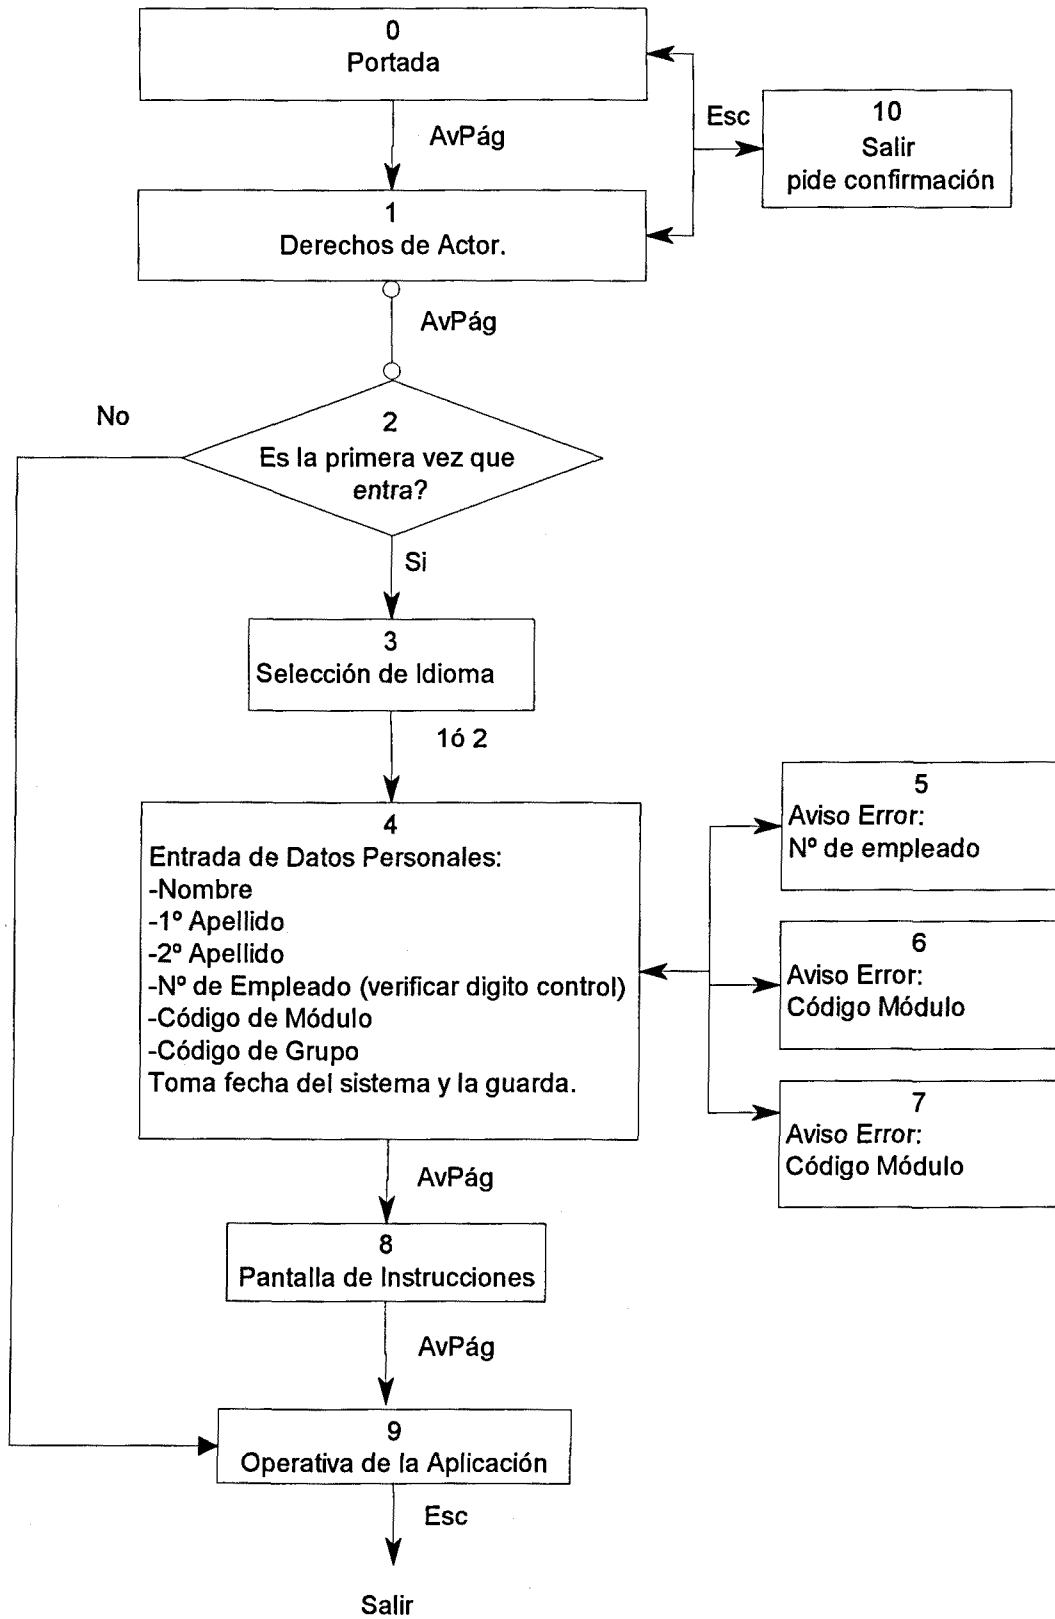 0
Portada
AvPág
Esc
10
Salir
pide confirmación
1
Derechos de Actor.
AvPág
No
2
Es la primera vez que
entra?
Si
3
Selección de Idioma
1ó 2
4
Entrada de Datos Personales:
-Nombre
-1º Apellido
-2º Apellido
-Nº de Empleado (verificar digito control)
-Código de Módulo
-Código de Grupo
Toma fecha del sistema y la guarda.
5
Aviso Error:
Nº de empleado
6
Aviso Error:
Código Módulo
7
Aviso Error:
Código Módulo
AvPág
8
Pantalla de Instrucciones
AvPág
9
Operativa de la Aplicación
Esc
Salir